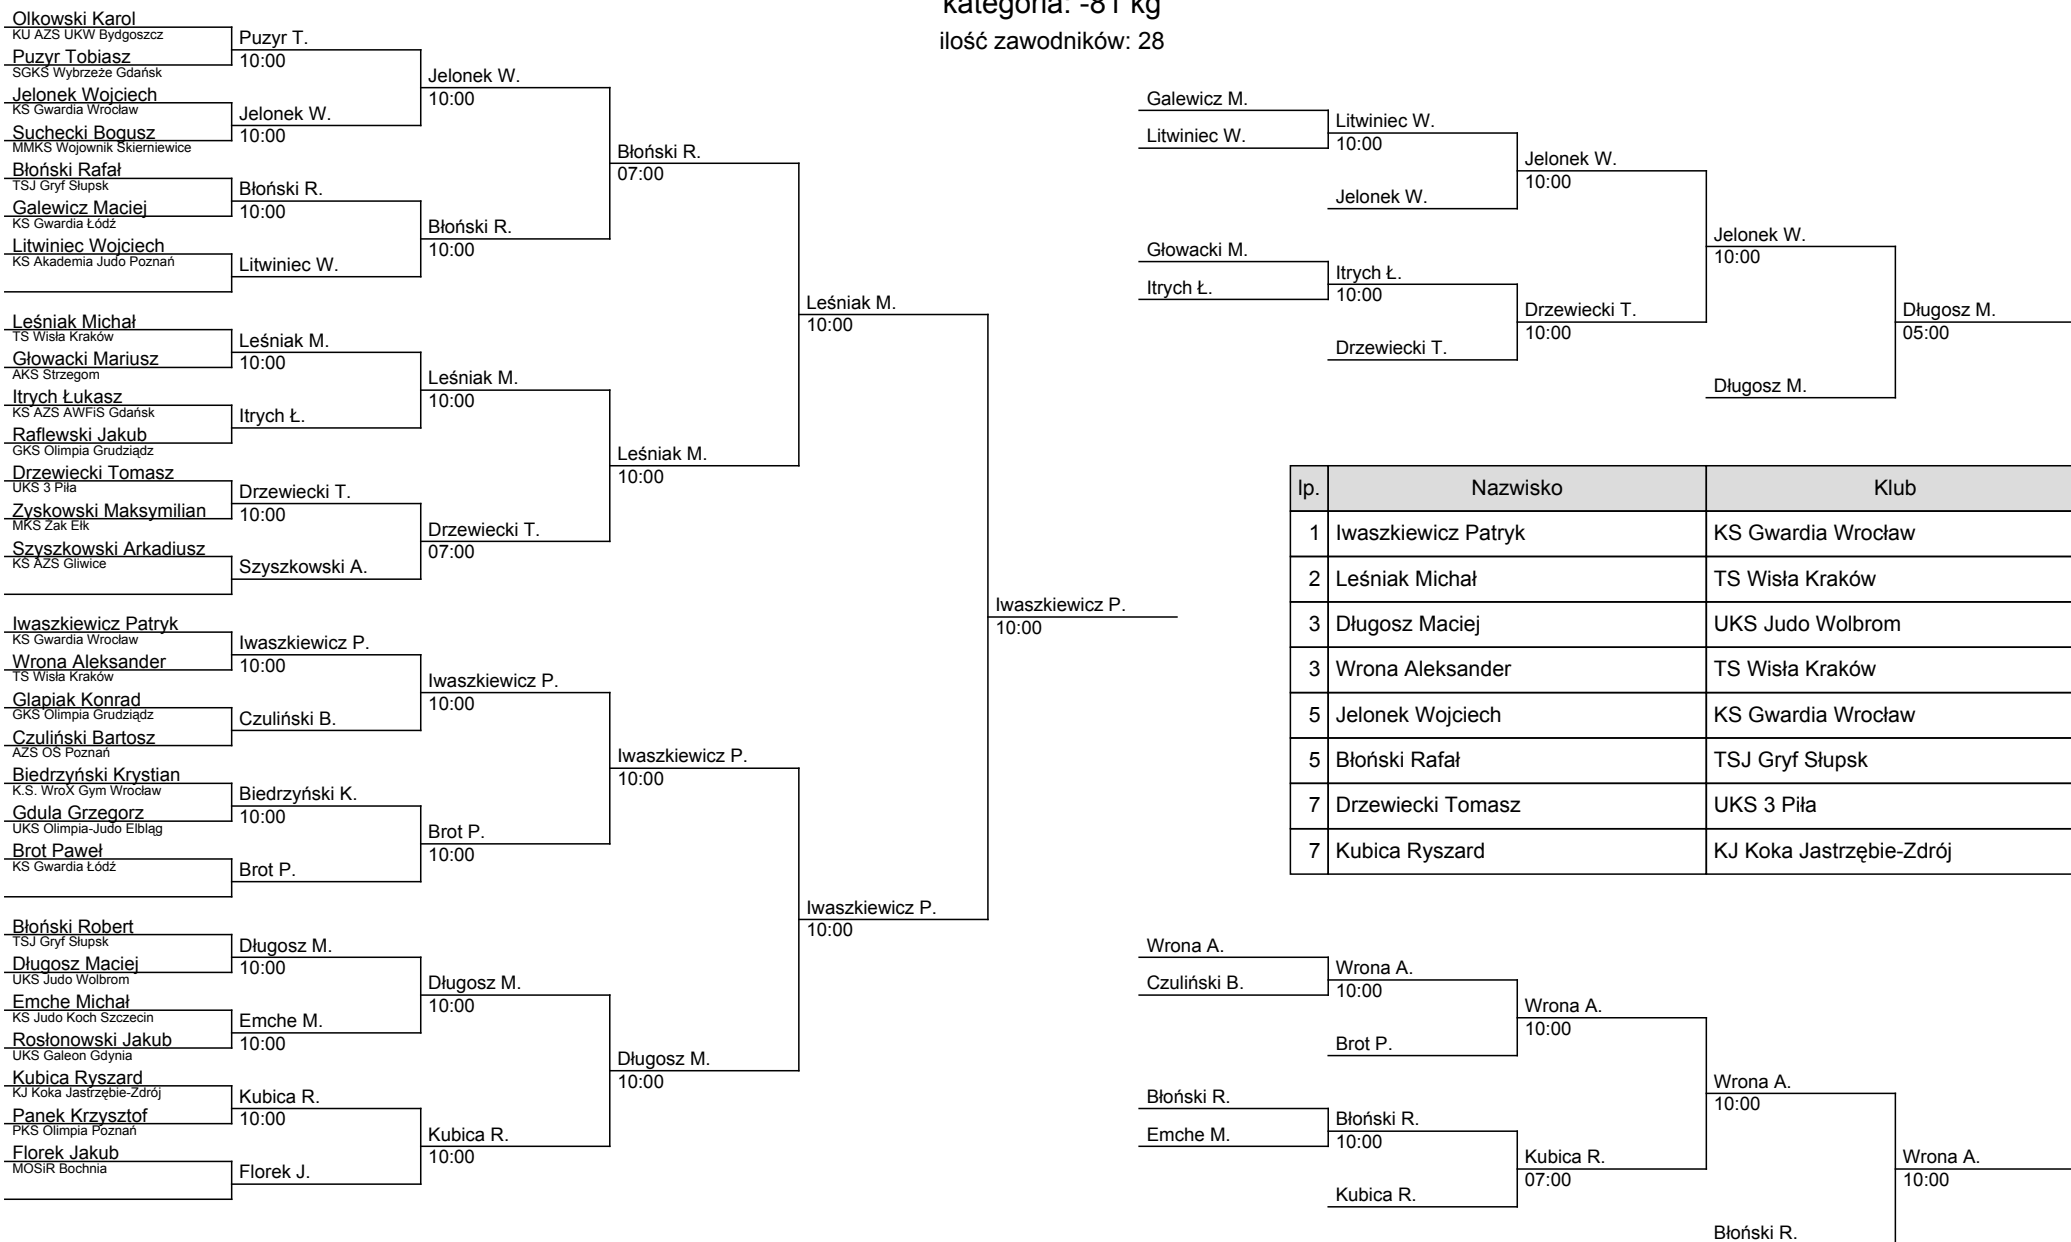 kategoria: -81 kg
ilość zawodników: 28
Olkowski Karol
KU AZS UKW Bydgoszcz
Puzyr Tobiasz
SGKS Wybrzeże Gdańsk
Jelonek Wojciech
KS Gwardia Wrocław
Suchecki Bogusz
MMKS Wojownik Skierniewice
Błoński Rafał
TSJ Gryf Słupsk
Galewicz Maciej
KS Gwardia Łódź
Litwiniec Wojciech
KS Akademia Judo Poznań
Leśniak Michał
TS Wisła Kraków
Głowacki Mariusz
AKS Strzegom
Itrych Łukasz
KS AZS AWFiS Gdańsk
Raflewski Jakub
GKS Olimpia Grudziądz
Drzewiecki Tomasz
UKS 3 Piła
Zyskowski Maksymilian
MKS Żak Ełk
Szyszkowski Arkadiusz
KS AZS Gliwice
Iwaszkiewicz Patryk
KS Gwardia Wrocław
Wrona Aleksander
TS Wisła Kraków
Glapiak Konrad
GKS Olimpia Grudziądz
Czuliński Bartosz
AZS OŚ Poznań
Biedrzyński Krystian
K.S. WroX Gym Wrocław
Gdula Grzegorz
UKS Olimpia-Judo Elbląg
Brot Paweł
KS Gwardia Łódź
Błoński Robert
TSJ Gryf Słupsk
Długosz Maciej
UKS Judo Wolbrom
Emche Michał
KS Judo Koch Szczecin
Rosłonowski Jakub
UKS Galeon Gdynia
Kubica Ryszard
KJ Koka Jastrzębie-Zdrój
Panek Krzysztof
PKS Olimpia Poznań
Florek Jakub
MOSiR Bochnia
Puzyr T.
10:00
Jelonek W.
10:00
Błoński R.
10:00
Litwiniec W.
Leśniak M.
10:00
Itrych Ł.
Drzewiecki T.
10:00
Szyszkowski A.
Iwaszkiewicz P.
10:00
Czuliński B.
Biedrzyński K.
10:00
Brot P.
Długosz M.
10:00
Emche M.
10:00
Kubica R.
10:00
Florek J.
Jelonek W.
10:00
Błoński R.
10:00
Leśniak M.
10:00
Drzewiecki T.
07:00
Iwaszkiewicz P.
10:00
Brot P.
10:00
Długosz M.
10:00
Kubica R.
10:00
Błoński R.
07:00
Leśniak M.
10:00
Iwaszkiewicz P.
10:00
Długosz M.
10:00
Leśniak M.
10:00
Iwaszkiewicz P.
10:00
Iwaszkiewicz P.
10:00
Galewicz M.
Litwiniec W.
Głowacki M.
Itrych Ł.
Litwiniec W.
10:00
Jelonek W.
Itrych Ł.
10:00
Drzewiecki T.
Jelonek W.
10:00
Drzewiecki T.
10:00
Jelonek W.
10:00
Długosz M.
Długosz M.
05:00
lp. Nazwisko Klub
1 Iwaszkiewicz Patryk KS Gwardia Wrocław
2 Leśniak Michał TS Wisła Kraków
3 Długosz Maciej UKS Judo Wolbrom
3 Wrona Aleksander TS Wisła Kraków
5 Jelonek Wojciech KS Gwardia Wrocław
5 Błoński Rafał TSJ Gryf Słupsk
7 Drzewiecki Tomasz UKS 3 Piła
7 Kubica Ryszard KJ Koka Jastrzębie-Zdrój
Wrona A.
Czuliński B.
Błoński R.
Emche M.
Wrona A.
10:00
Brot P.
Błoński R.
10:00
Kubica R.
Wrona A.
10:00
Kubica R.
07:00
Wrona A.
10:00
Błoński R.
Wrona A.
10:00